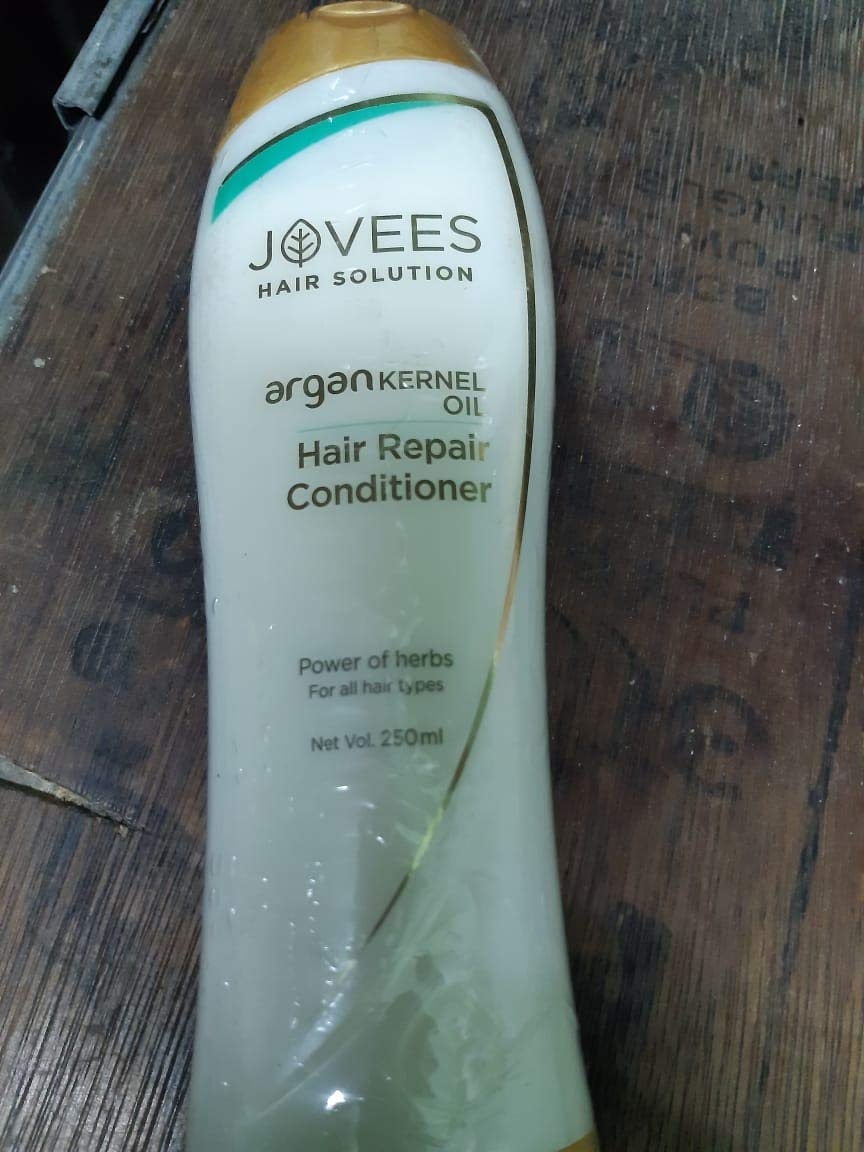 JOVEES
HAIR SOLUTION
argan KERNEL
OIL
Hair Repair
Conditioner
Power of herbs
For all hair types
Net Vol. 250ml